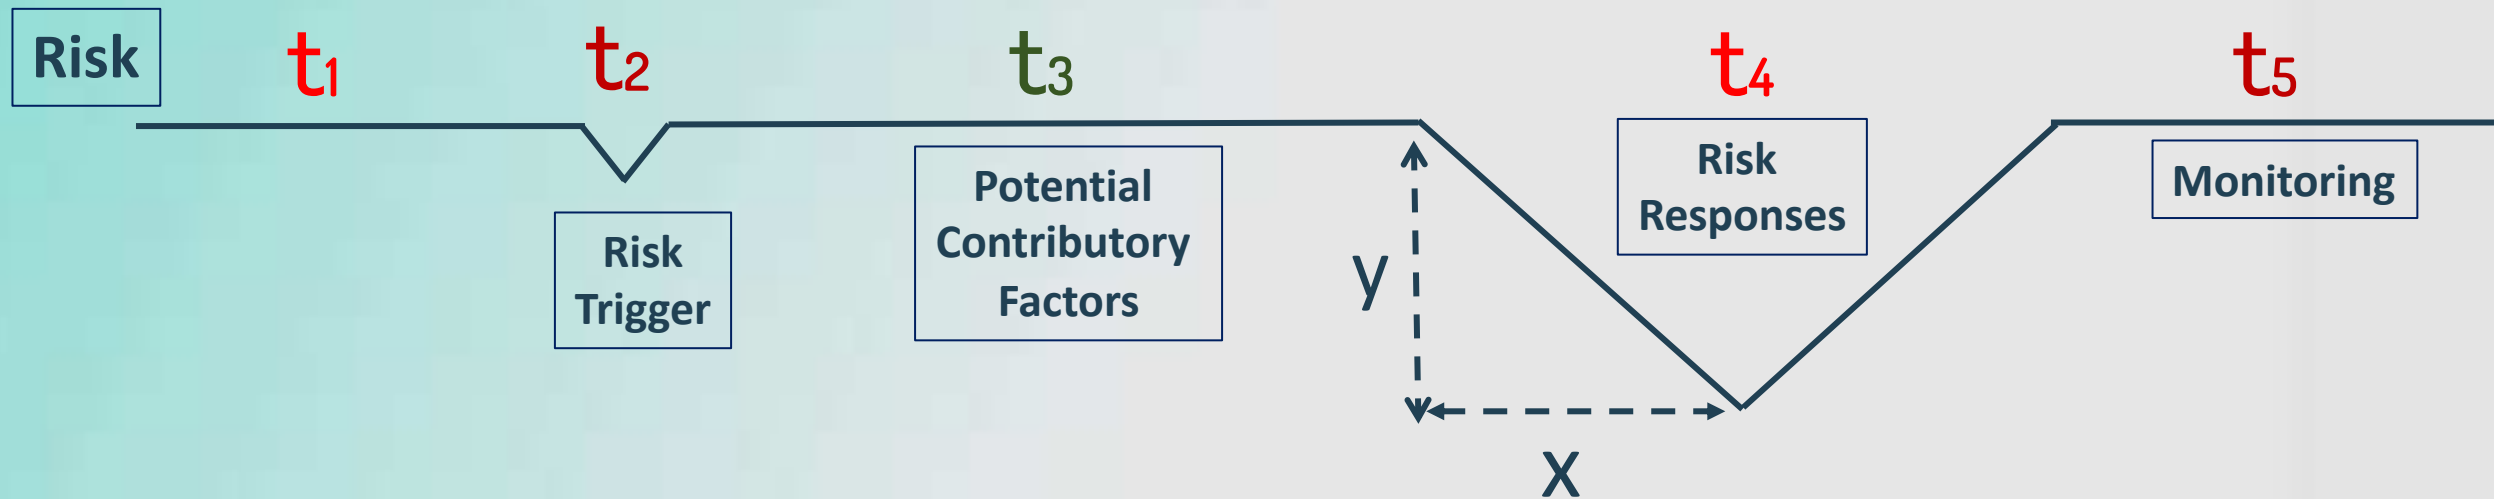 Risk
t1
t2
t3
t4
t5
Risk
Trigger
Potential
Contributory
Factors
y
x
Risk
Responses
Monitoring